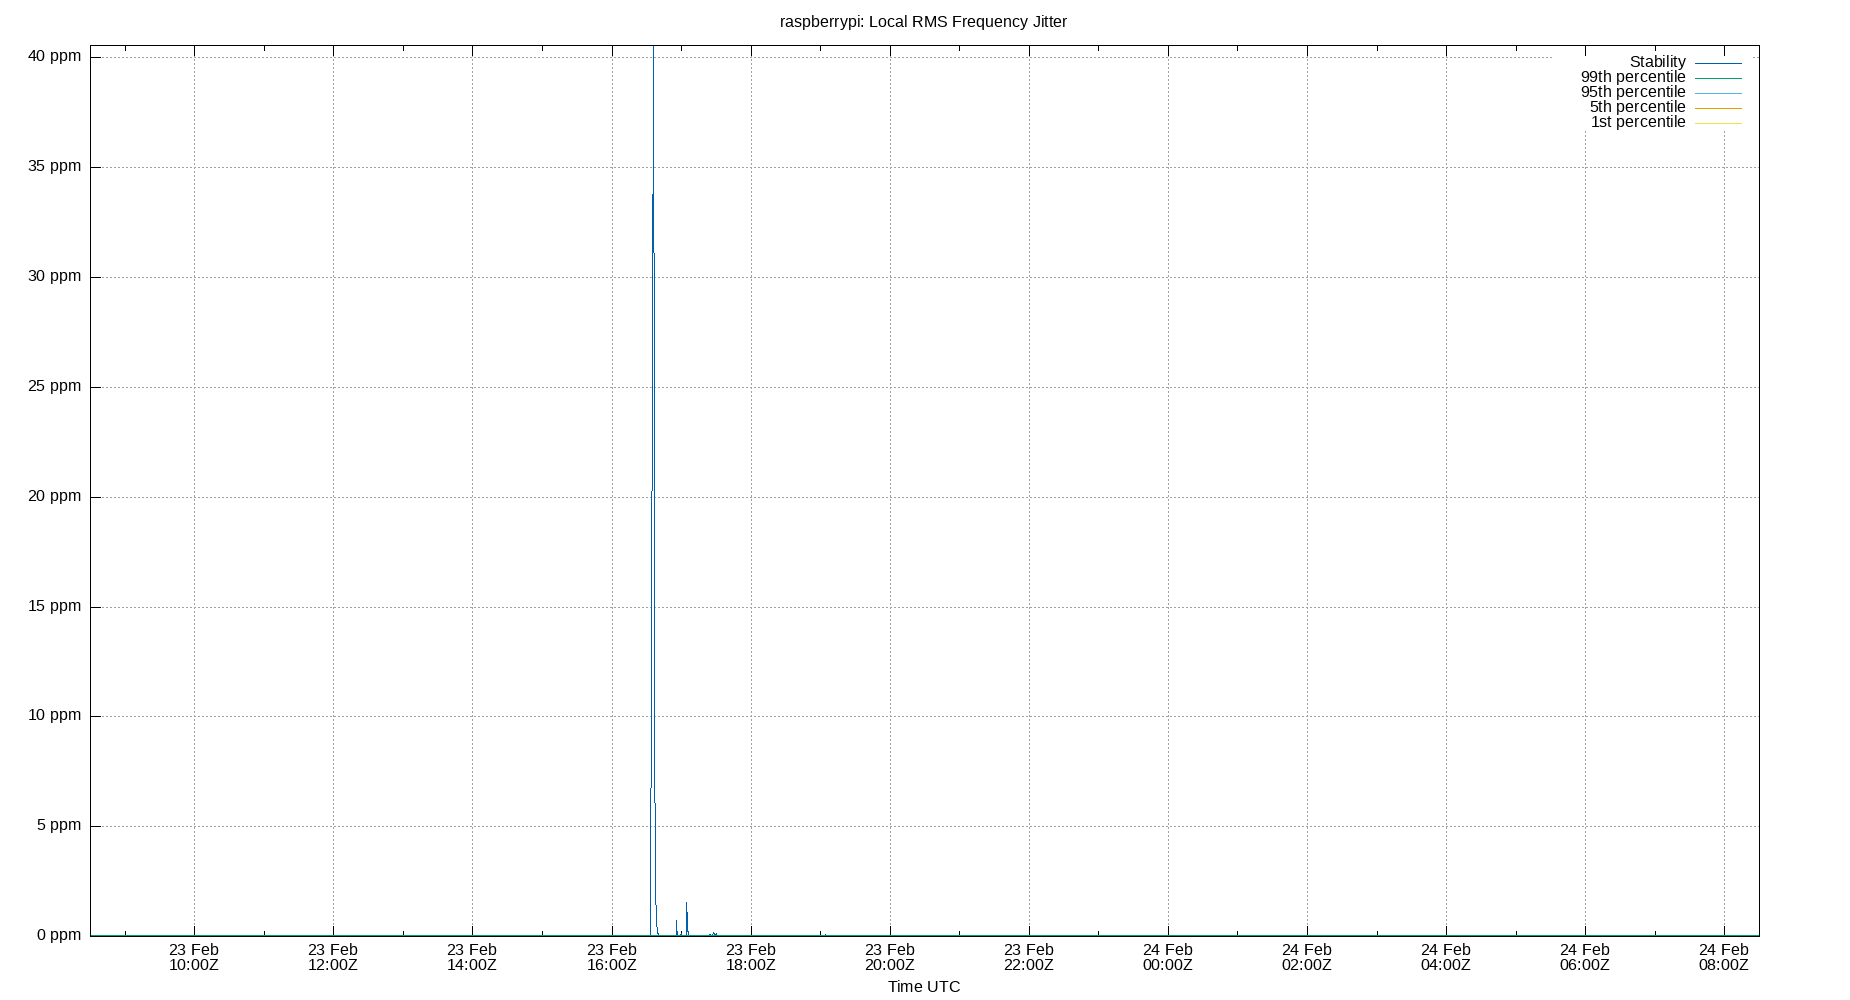 raspberrypi: Local RMS Frequency Jitter
40 ppm
35 ppm
30 ppm
25 ppm
20 ppm
15 ppm
10 ppm
5 ppm
0 ppm
Stability
99th percentile
95th percentile
5th percentile
1st percentile
23 Feb 23 Feb 23 Feb 23 Feb 23 Feb 23 Feb 23 Feb 24 Feb 24 Feb 24 Feb 24 Feb 24 Feb
10:00Z 12:00Z 14:00Z 16:00Z 18:00Z 20:00Z 22:00Z 00:00Z 02:00Z 04:00Z 06:00Z 08:00Z
Time UTC